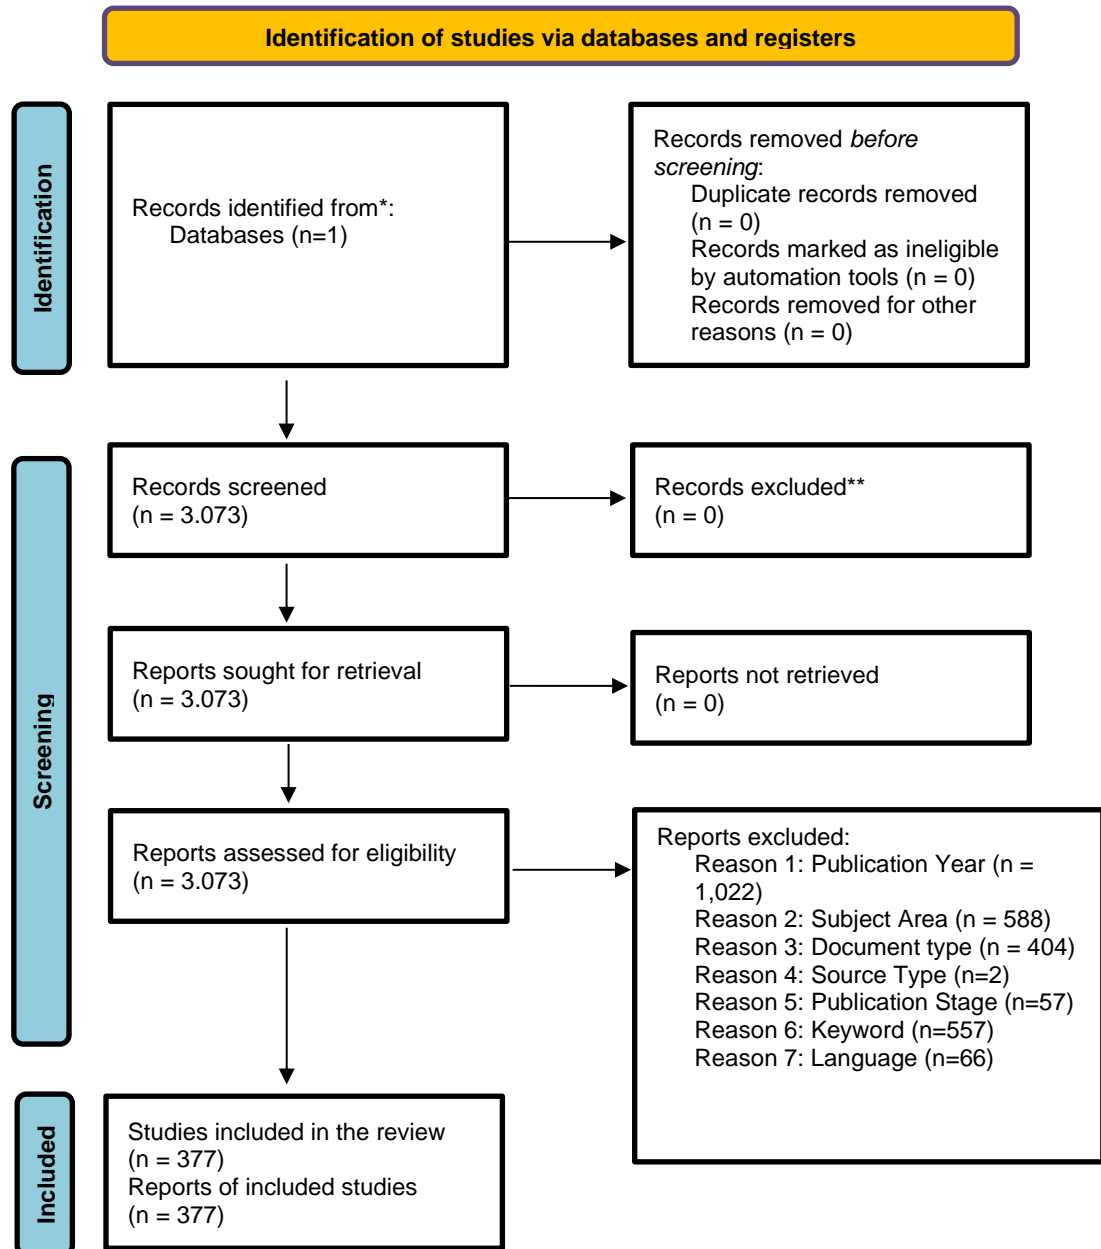 Identification of studies via databases and registers
Identification
Records identified from*:
Databases (n=1)
Records removed before
screening:
Duplicate records removed
(n = 0)
Records marked as ineligible
by automation tools (n = 0)
Records removed for other
reasons (n = 0)
Screening
Records screened
(n = 3.073)
Records excluded**
(n = 0)
Reports sought for retrieval
(n = 3.073)
Reports not retrieved
(n = 0)
Reports assessed for eligibility
(n = 3.073)
Reports excluded:
Reason 1: Publication Year (n =
1,022)
Reason 2: Subject Area (n = 588)
Reason 3: Document type (n = 404)
Reason 4: Source Type (n=2)
Reason 5: Publication Stage (n=57)
Reason 6: Keyword (n=557)
Reason 7: Language (n=66)
Included
Studies included in the review
(n = 377)
Reports of included studies
(n = 377)